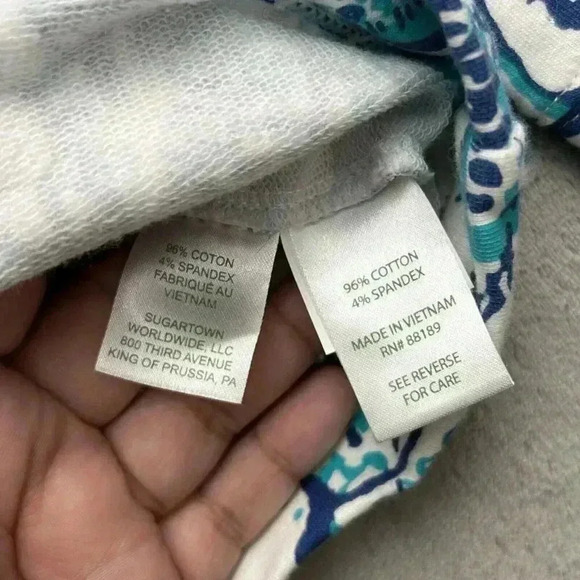 96% COTTON
4% SPANDEX
FABRIQUÉ AU
VIETNAM
SUGARTOWN
WORLDWIDE, LLC
800 THIRD AVENUE
KING OF PRUSSIA, PA
96% COTTON
4% SPANDEX
MADE IN VIETNAM
RN# 88189
SEE REVERSE
FOR CARE